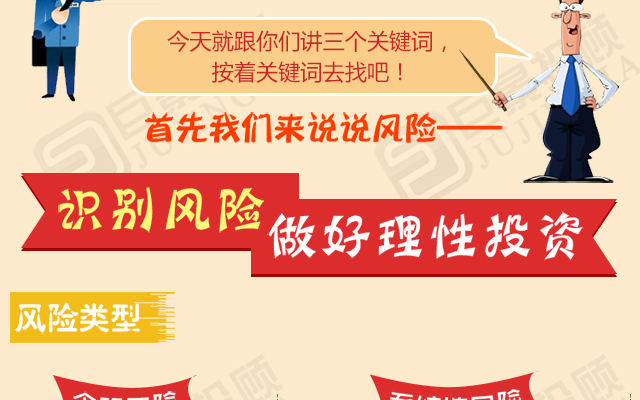 今天就跟你们讲三个关键词，
按着关键词去找吧！
首先我们来说说风险——
识别风险
做好理性投资
风险类型